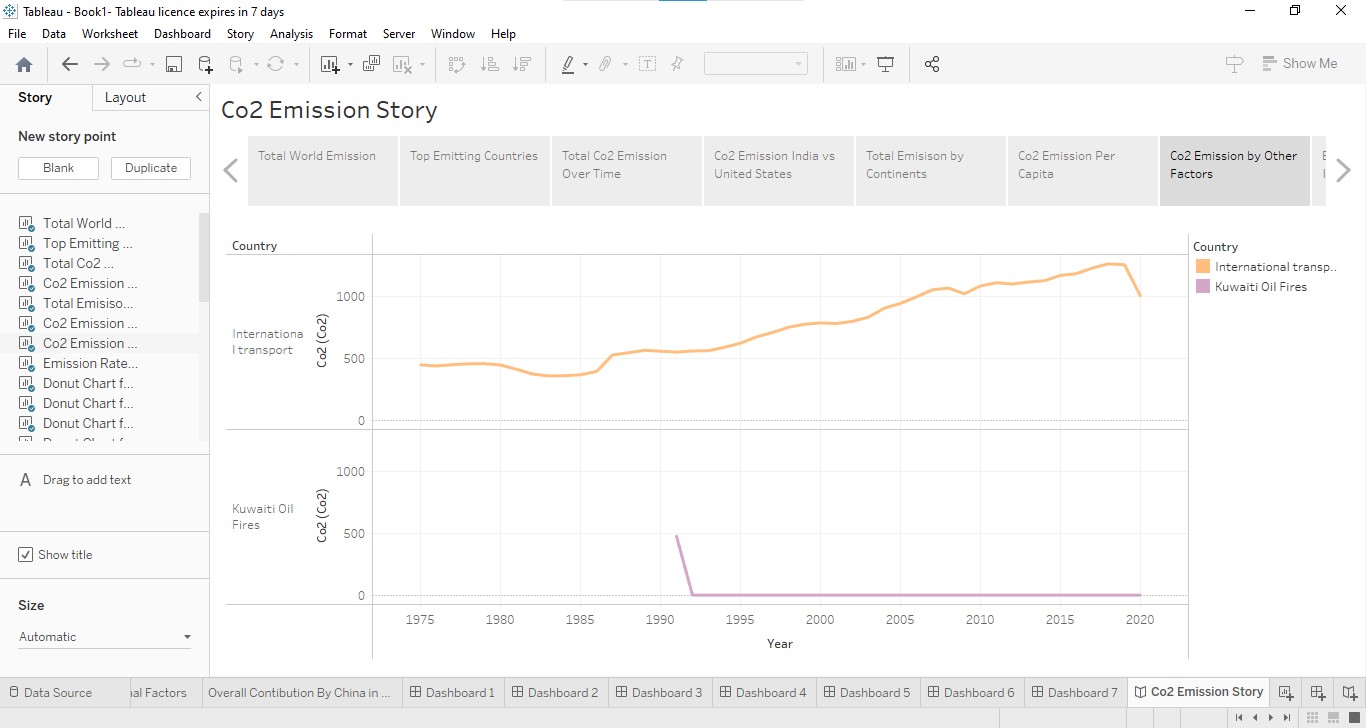 Tableau - Book1- Tableau licence expires in 7 days
File Data Worksheet Dashboard Story Analysis Format Server Window Help
Show Me
Story Layout
New story point
Blank Duplicate
Total World ...
Top Emitting ...
Total Co2 ...
Co2 Emission ...
Total Emisiso...
Co2 Emission ...
Co2 Emission ...
Emission Rate...
Donut Chart f...
Donut Chart f...
Donut Chart f...
A Drag to add text
Show title
Size
Automatic
Co2 Emission Story
Total World Emission
Top Emitting Countries
Total Co2 Emission
Over Time
Co2 Emission India vs
United States
Total Emisison by
Continents
Co2 Emission Per
Capita
Co2 Emission by Other
Factors
Country
Internationa
l transport
Co2 (Co2)
1000
500
0
Kuwaiti Oil
Fires
Co2 (Co2)
1000
500
0
1975 1980 1985 1990 1995 2000 2005 2010 2015 2020
Year
Country
International transp..
Kuwaiti Oil Fires
Data Source al Factors Overall Contibution By China in ... Dashboard 1 Dashboard 2 Dashboard 3 Dashboard 4 Dashboard 5 Dashboard 6 Dashboard 7 Co2 Emission Story